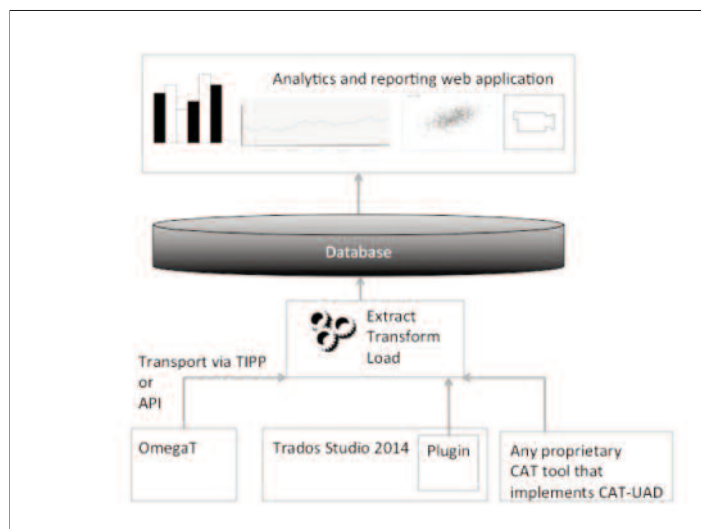 Analytics and reporting web application
Database
Extract
Transform
Load
Transport via TIPP
or
API
OmegaT
Trados Studio 2014
Plugin
Any proprietary
CAT tool that
implements CAT-UAD